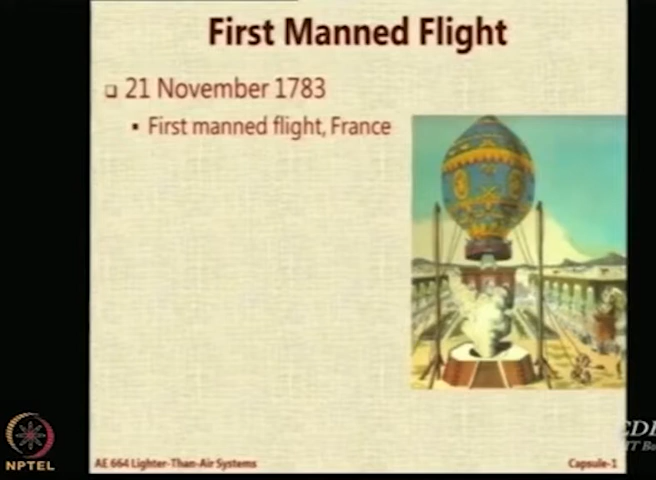 First Manned Flight
21 November 1783
First manned flight, France
AE 664 Lighter-Than-Air Systems
Capsule-1
NPTEL